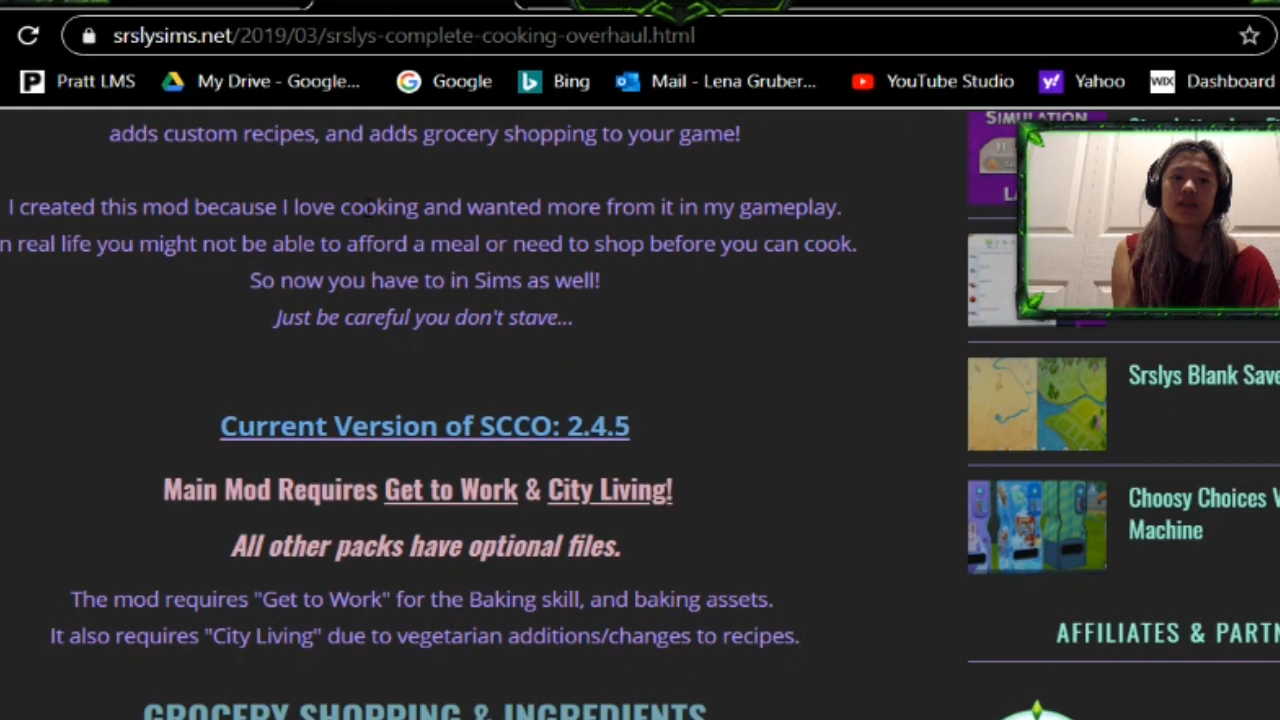 srslysims.net/2019/03/srslys-complete-cooking-overhaul.html
Pratt LMS
My Drive - Google...
Google
Bing
Mail - Lena Gruber...
YouTube Studio
Yahoo
WIX
Dashboard
adds custom recipes, and adds grocery shopping to your game!
I created this mod because I love cooking and wanted more from it in my gameplay.
n real life you might not be able to afford a meal or need to shop before you can cook.
So now you have to in Sims as well!
Just be careful you don't stave...
Current Version of SCCO: 2.4.5
Main Mod Requires Get to Work & City Living!
All other packs have optional files.
The mod requires "Get to Work" for the Baking skill, and baking assets.
It also requires "City Living" due to vegetarian additions/changes to recipes.
GROCERY SHOPPING & INGREDIENTS
SIMULATION
Srslys Blank Save
Choosy Choices V
Machine
AFFILIATES & PARTN